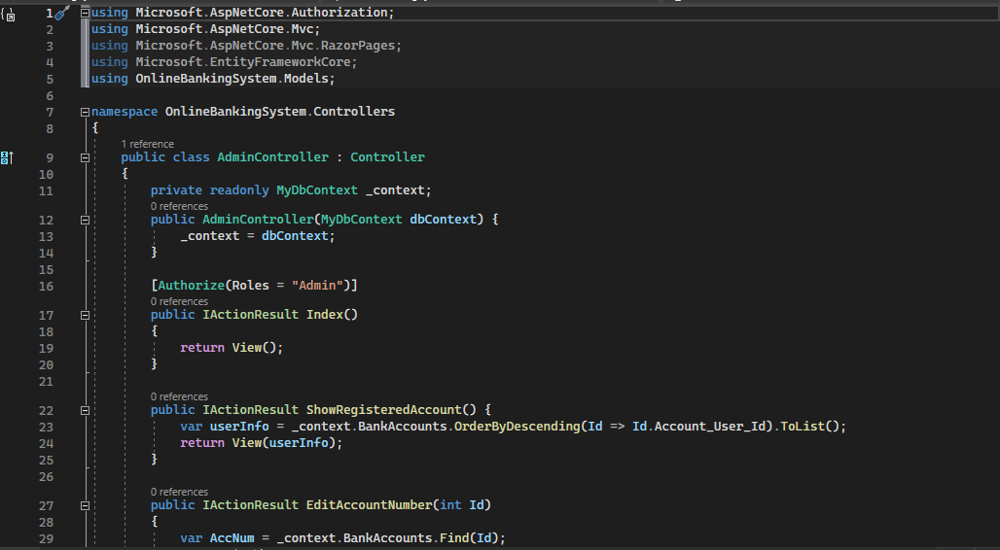 1 using Microsoft.AspNetCore.Authorization;
2 using Microsoft.AspNetCore.Mvc;
3 using Microsoft.AspNetCore.Mvc.RazorPages;
4 using Microsoft.EntityFrameworkCore;
5 using OnlineBankingSystem.Models;
6
7 namespace OnlineBankingSystem.Controllers
8 {
1 reference
9 public class AdminController : Controller
10 {
11 private readonly MyDbContext _context;
0 references
12 public AdminController(MyDbContext dbContext) {
13 _context = dbContext;
14 }
15
16 [Authorize(Roles = "Admin")]
0 references
17 public IActionResult Index()
18 {
19 return View();
20 }
21
0 references
22 public IActionResult ShowRegisteredAccount() {
23 var userInfo = _context.BankAccounts.OrderByDescending(Id => Id.Account_User_Id).ToList();
24 return View(userInfo);
25 }
26
0 references
27 public IActionResult EditAccountNumber(int Id)
28 {
29 var AccNum = _context.BankAccounts.Find(Id);